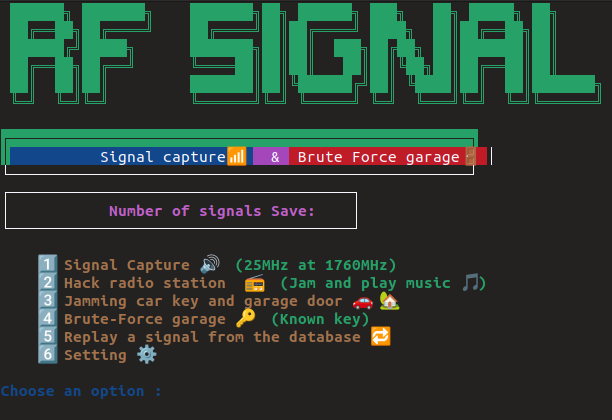 RF SIGNAL
Signal capture📶 & Brute Force garage🚪
Number of signals Save:
1️⃣ Signal Capture 🔊 (25MHz at 1760MHz)
2️⃣ Hack radio station 📻 (Jam and play music 🎵)
3️⃣ Jamming car key and garage door 🚗 🏡
4️⃣ Brute-Force garage 🔑 (Known key)
5️⃣ Replay a signal from the database 🔁
6️⃣ Setting ⚙️
Choose an option :